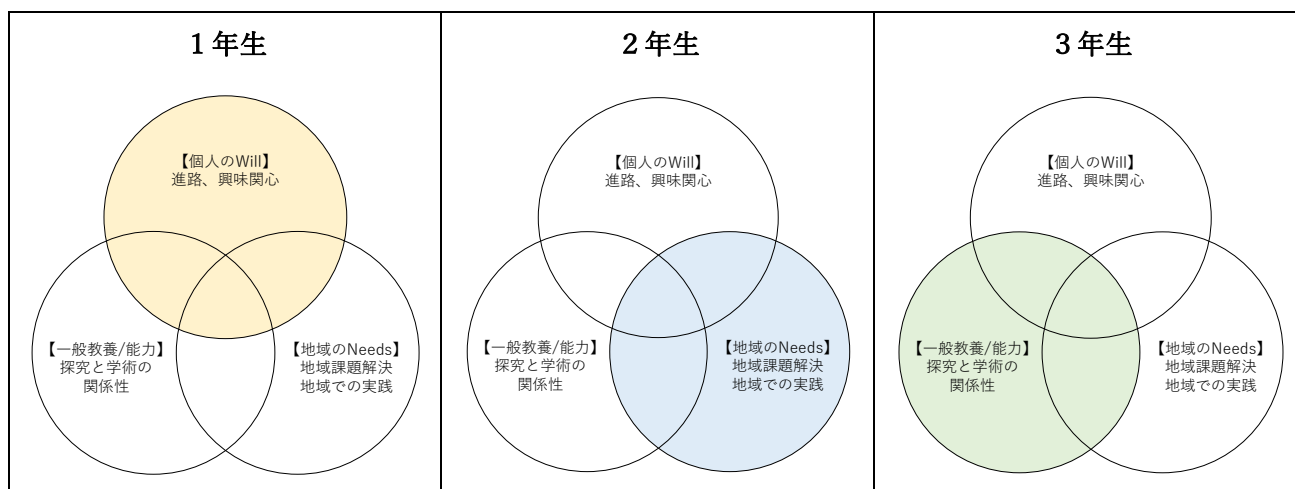 1年生
【個人のWill】
進路、興味関心
【一般教養/能力】
探究と学術の
関係性
【地域のNeeds】
地域課題解決
地域での実践
2年生
【個人のWill】
進路、興味関心
【一般教養/能力】
探究と学術の
関係性
【地域のNeeds】
地域課題解決
地域での実践
3年生
【個人のWill】
進路、興味関心
【一般教養/能力】
探究と学術の
関係性
【地域のNeeds】
地域課題解決
地域での実践